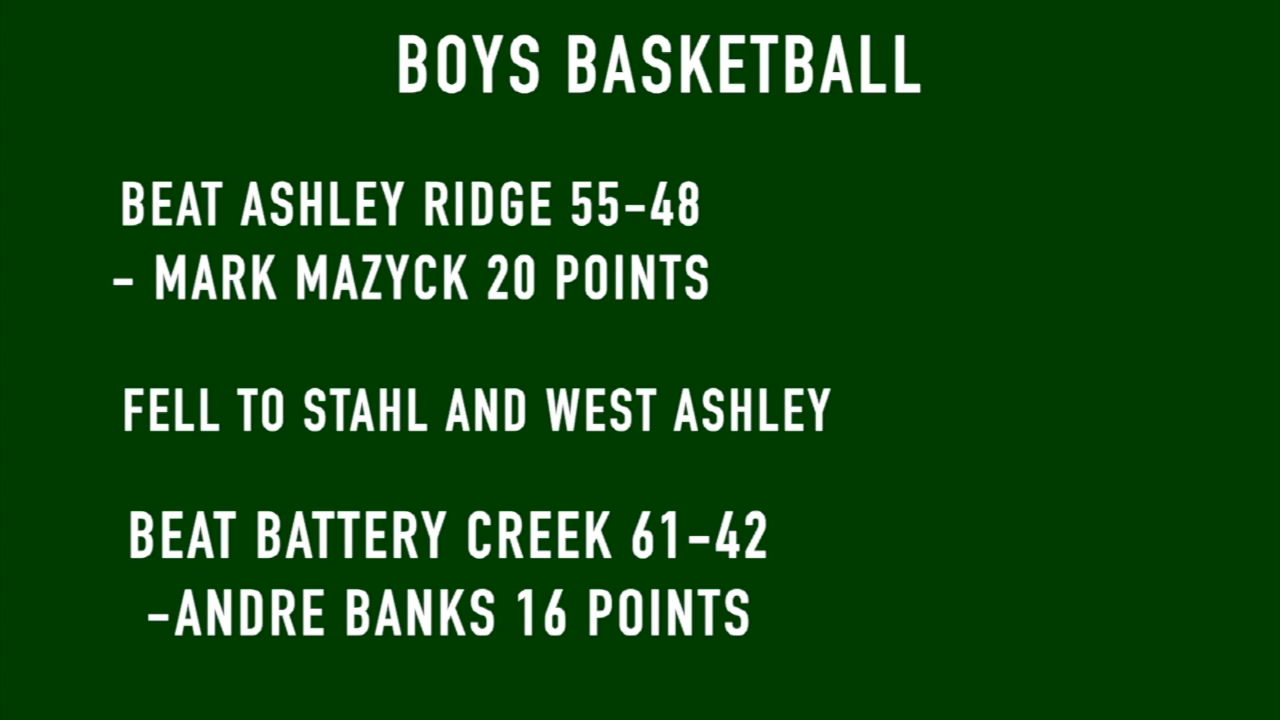 BOYS BASKETBALL
BEAT ASHLEY RIDGE 55-48
- MARK MAZYCK 20 POINTS
FELL TO STAHL AND WEST ASHLEY
BEAT BATTERY CREEK 61-42
-ANDRE BANKS 16 POINTS